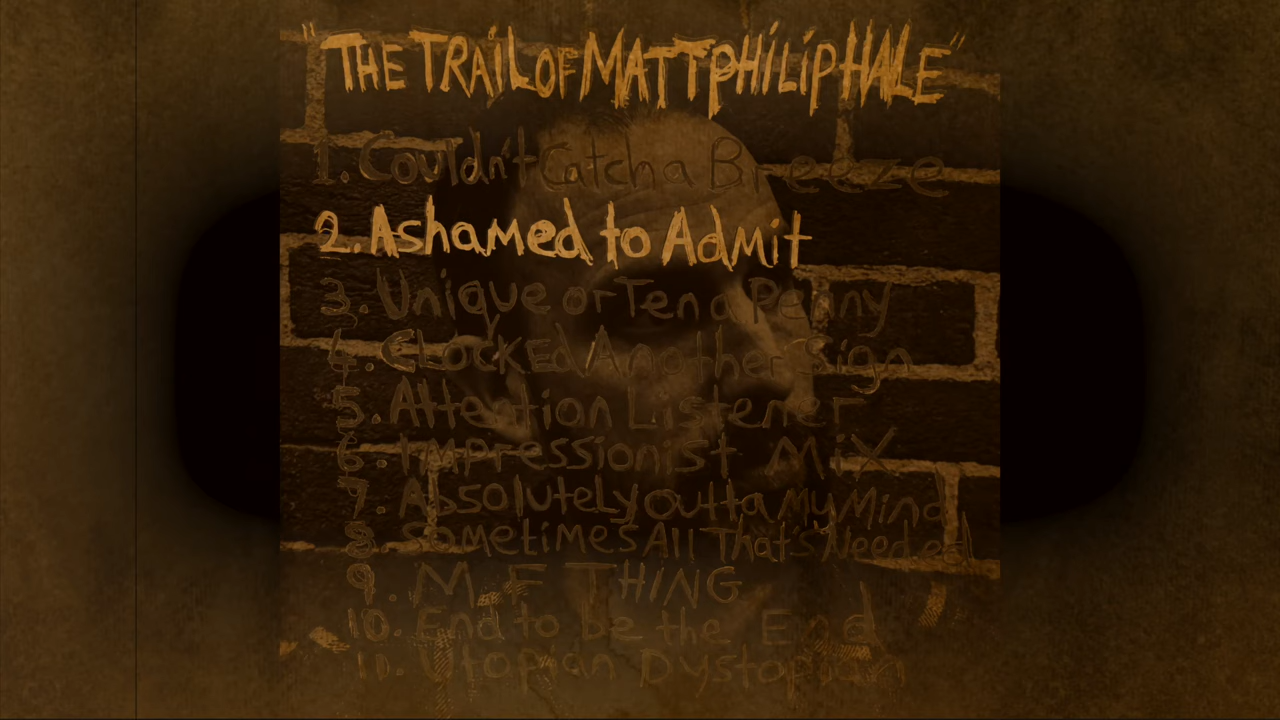 "THE TRAIL OF MATT PHILIP HALE"
1. Couldn't Catch a Breeze
2. Ashamed to Admit
3. Unique or Ten a Penny
4. CLOCKEd Another Sign
5. Attention Listener
6. IMpressionist MiX
7. Absolutely outta My Mind
8. SometiMes All That's Needed
9. M.F THiNG
10. End to be the End
11. Utopian Dystopian